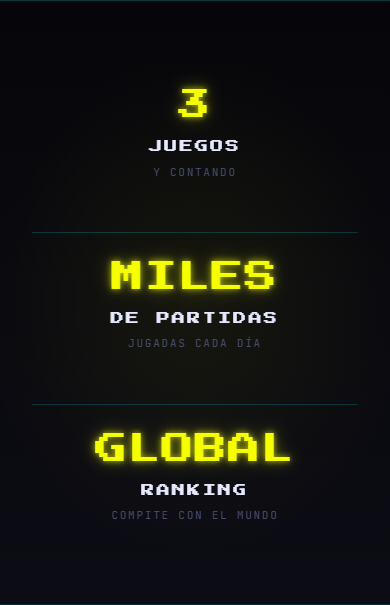 3
JUEGOS
Y CONTANDO
MILES
DE PARTIDAS
JUGADAS CADA DÍA
GLOBAL
RANKING
COMPITE CON EL MUNDO